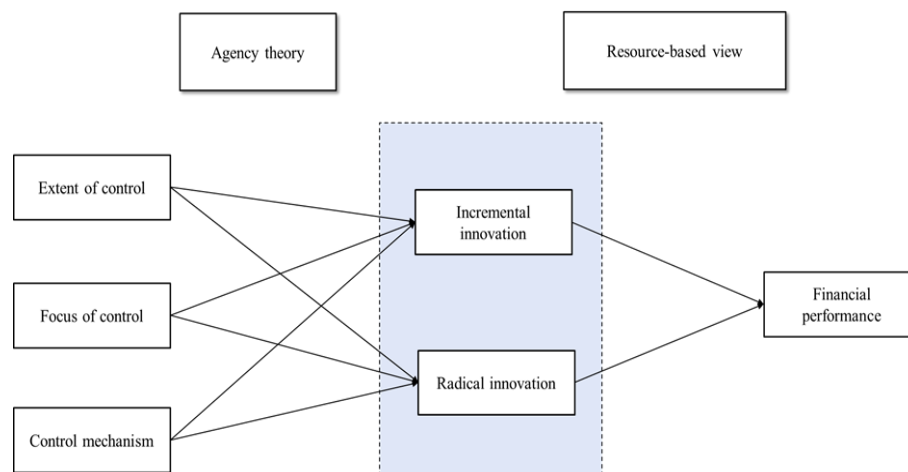 Agency theory
Resource-based view
Extent of control
Incremental
innovation
Focus of control
Financial
performance
Radical innovation
Control mechanism